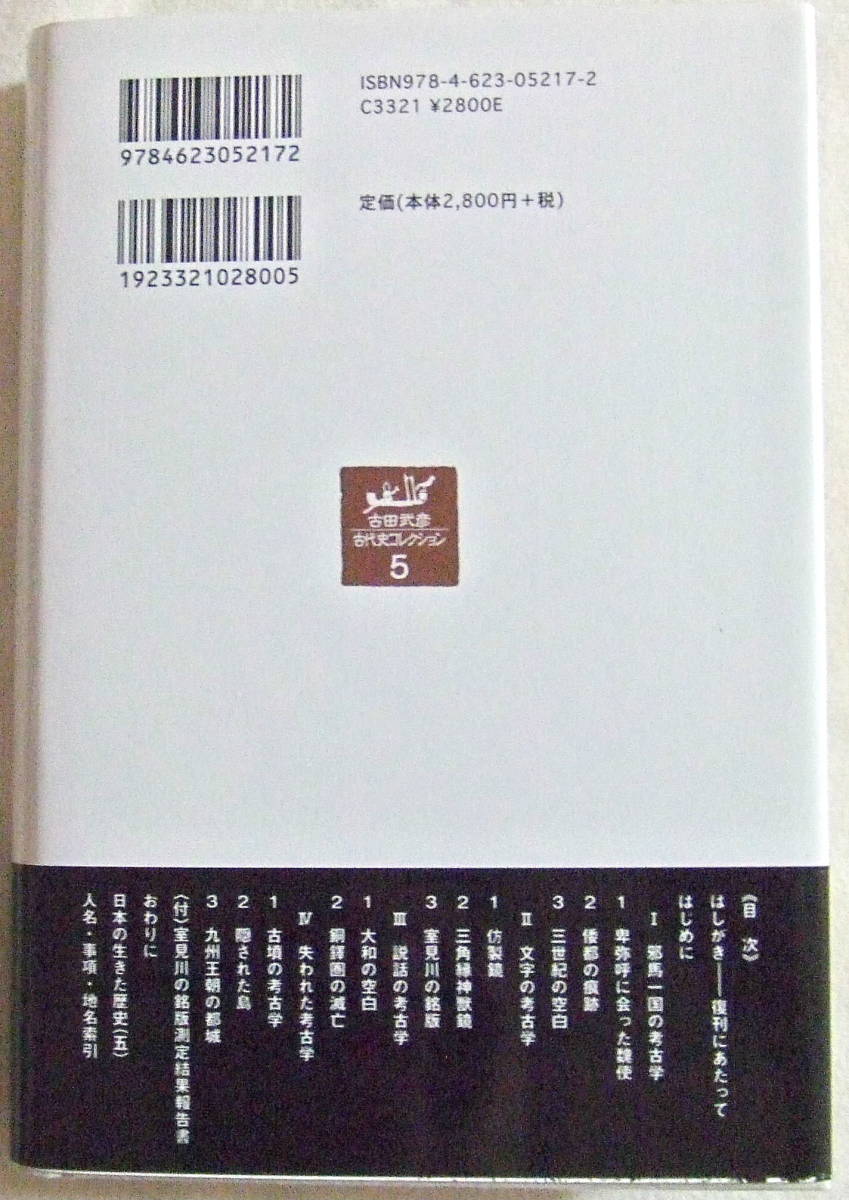 ISBN978-4-623-05217-2
C3321 ¥2800E
9784623052172
定価(本体2,800円+税)
1923321028005
古田武彦
古代史コレクション
5
《目 次》
はしがき――復刊にあたって
はじめに
Ⅰ 邪馬一国の考古学
1 卑弥呼に会った魏使
2 倭都の痕跡
3 三世紀の空白
Ⅱ 文字の考古学
1 仿製鏡
2 三角縁神獣鏡
3 室見川の銘版
Ⅲ 説話の考古学
1 大和の空白
2 銅鐸圏の滅亡
Ⅳ 失われた考古学
1 古墳の考古学
2 隠された島
3 九州王朝の都城
〈付〉室見川の銘版測定結果報告書
おわりに
日本の生きた歴史(五)
人名・事項・地名索引